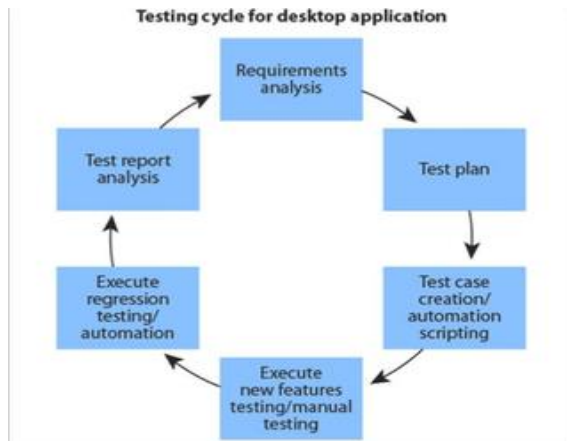 Testing cycle for desktop application
Requirements
analysis
Test plan
Test case
creation/
automation
scripting
Execute
new features
testing/manual
testing
Execute
regression
testing/
automation
Test report
analysis